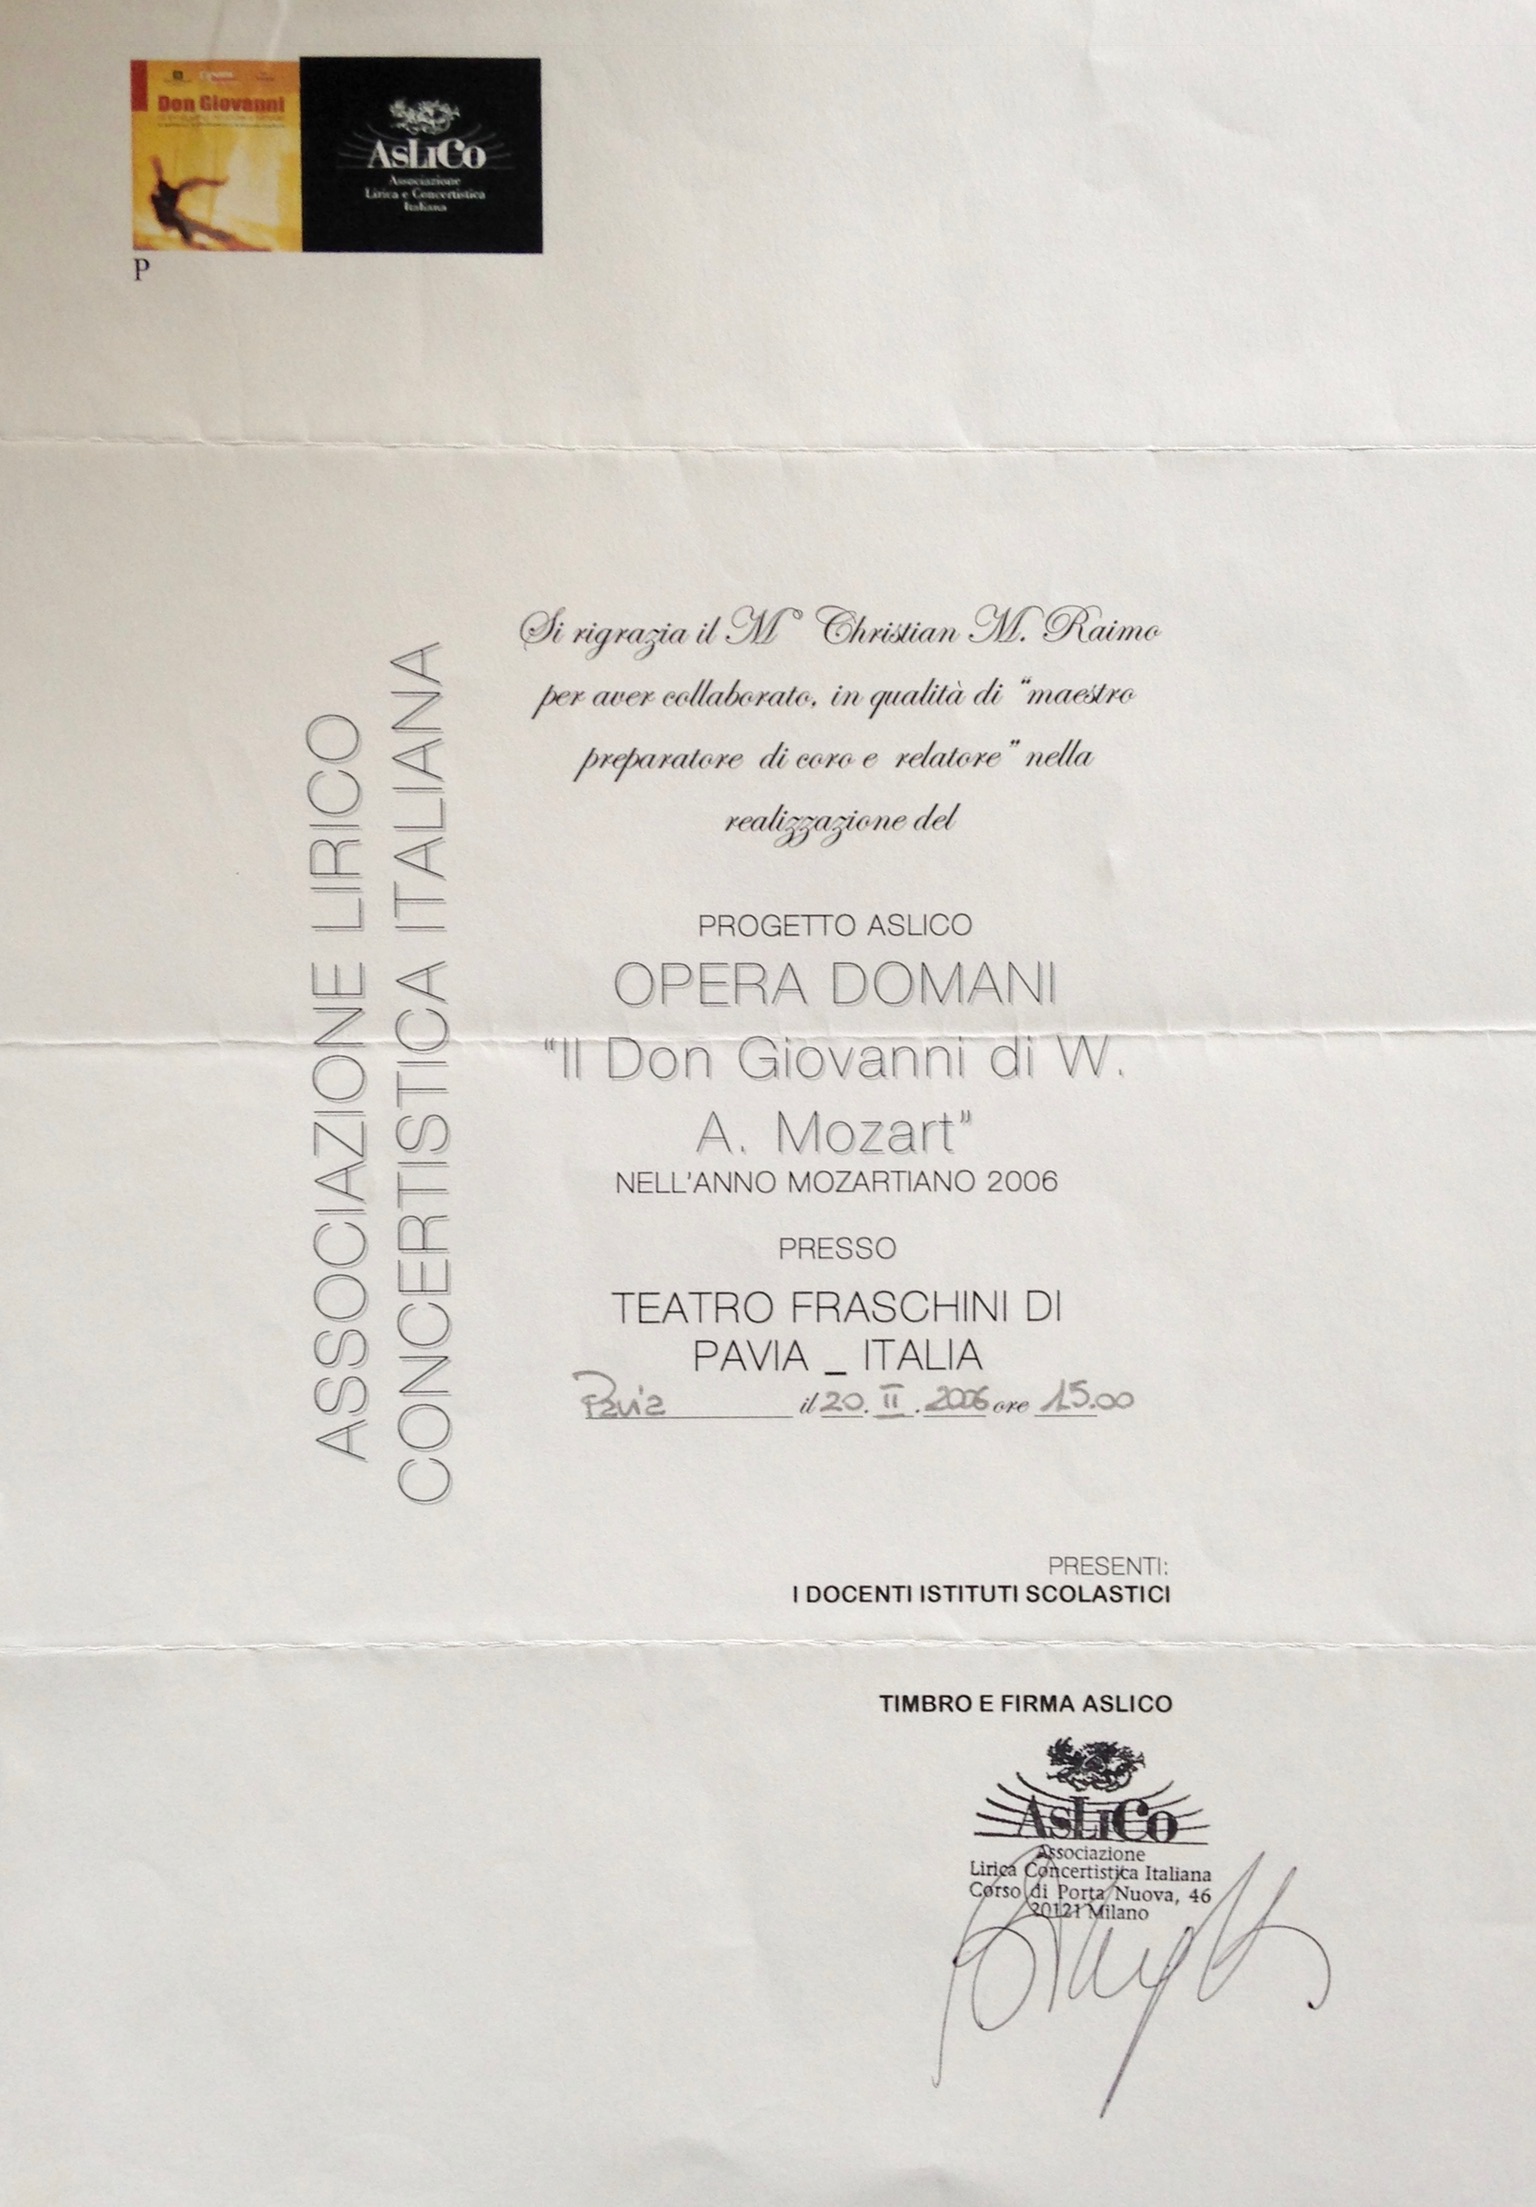 Don Giovanni
AsLiCo
Associazione
Lirica e Concertistica
Italiana
P
ASSOCIAZIONE LIRICO
CONCERTISTICA ITALIANA
Si rigrazia il M° Christian M. Raimo
per aver collaborato, in qualità di “maestro
preparatore di coro e relatore” nella
realizzazione del
PROGETTO ASLICO
OPERA DOMANI
“Il Don Giovanni di W.
A. Mozart”
NELL'ANNO MOZARTIANO 2006
PRESSO
TEATRO FRASCHINI DI
PAVIA _ ITALIA
Pavia il 20. II. 2006 ore 15.00
PRESENTI:
I DOCENTI ISTITUTI SCOLASTICI
TIMBRO E FIRMA ASLICO
AsLiCo
Associazione
Lirica Concertistica Italiana
Corso di Porta Nuova, 46
20121 Milano